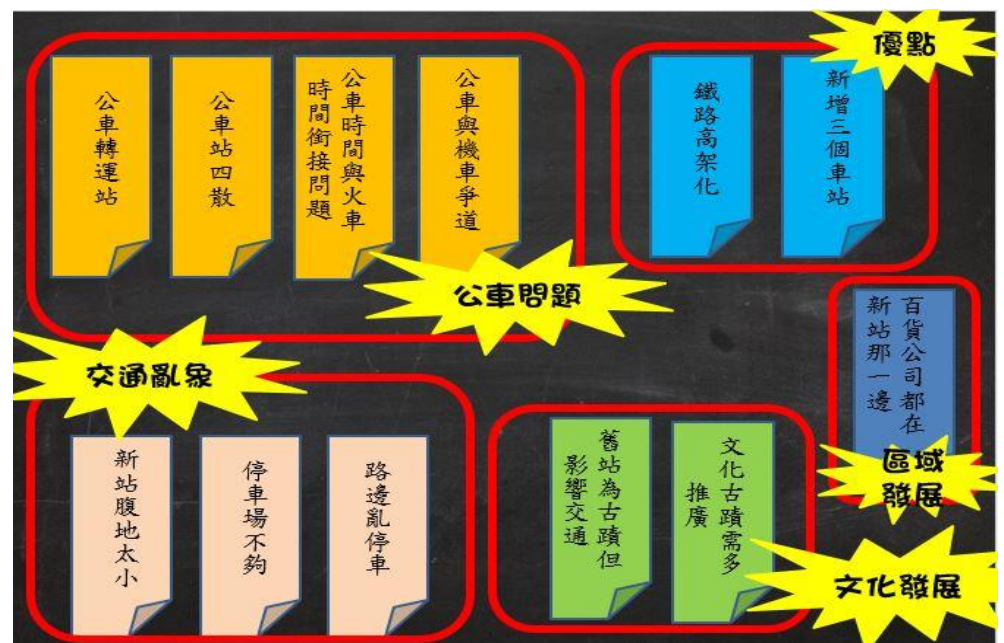 公車問題
公車轉運站
公車站四散
公車時間與火車
時間銜接問題
公車與機車爭道
優點
鐵路高架化
新增三個車站
交通亂象
新站腹地太小
停車場不夠
路邊亂停車
文化發展
舊站為古蹟但
影響交通
文化古蹟需多
推廣
區域
發展
百貨公司都在
新站那一邊